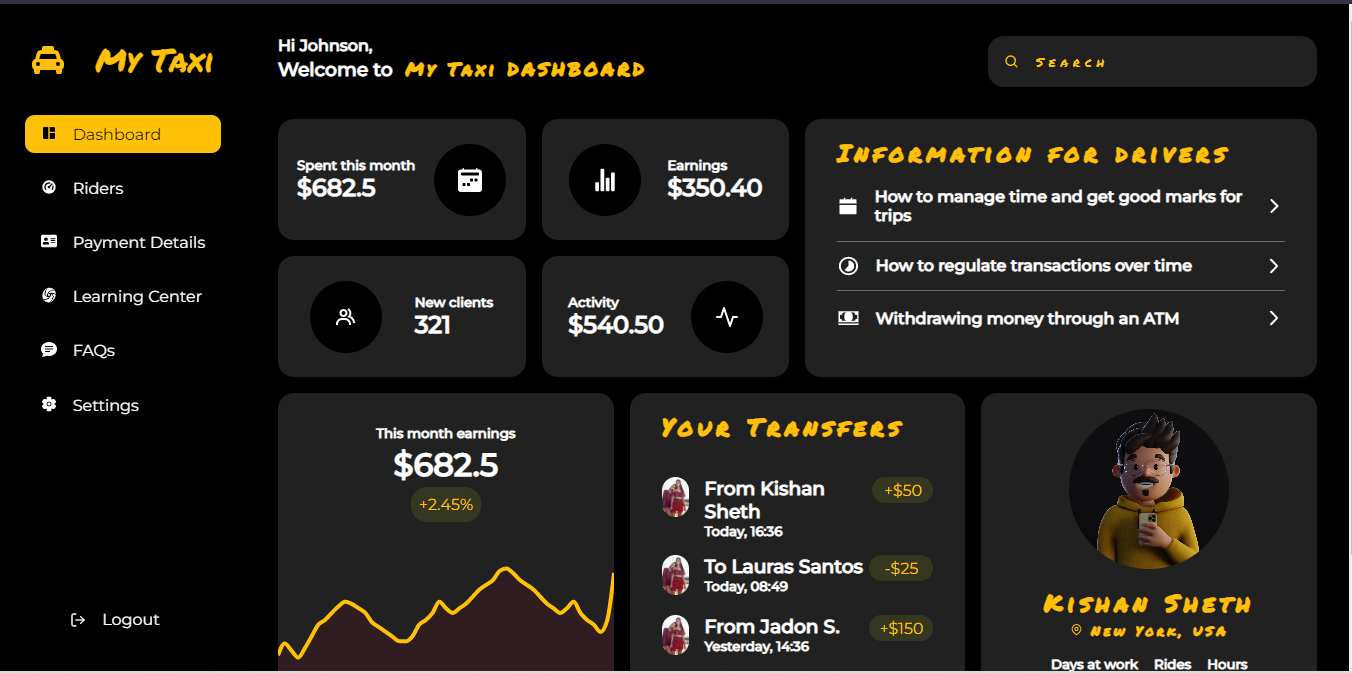 My Taxi
Dashboard
Riders
Payment Details
Learning Center
FAQs
Settings
Logout
Hi Johnson,
Welcome to My Taxi DASHBOARD
Search
Spent this month
$682.5
Earnings
$350.40
New clients
321
Activity
$540.50
Information for drivers
How to manage time and get good marks for
trips
How to regulate transactions over time
Withdrawing money through an ATM
This month earnings
$682.5
+2.45%
Your Transfers
From Kishan
Sheth
Today, 16:36
+$50
To Lauras Santos
Today, 08:49
-$25
From Jadon S.
Yesterday, 14:36
+$150
Kishan Sheth
New York, USA
Days at work Rides Hours